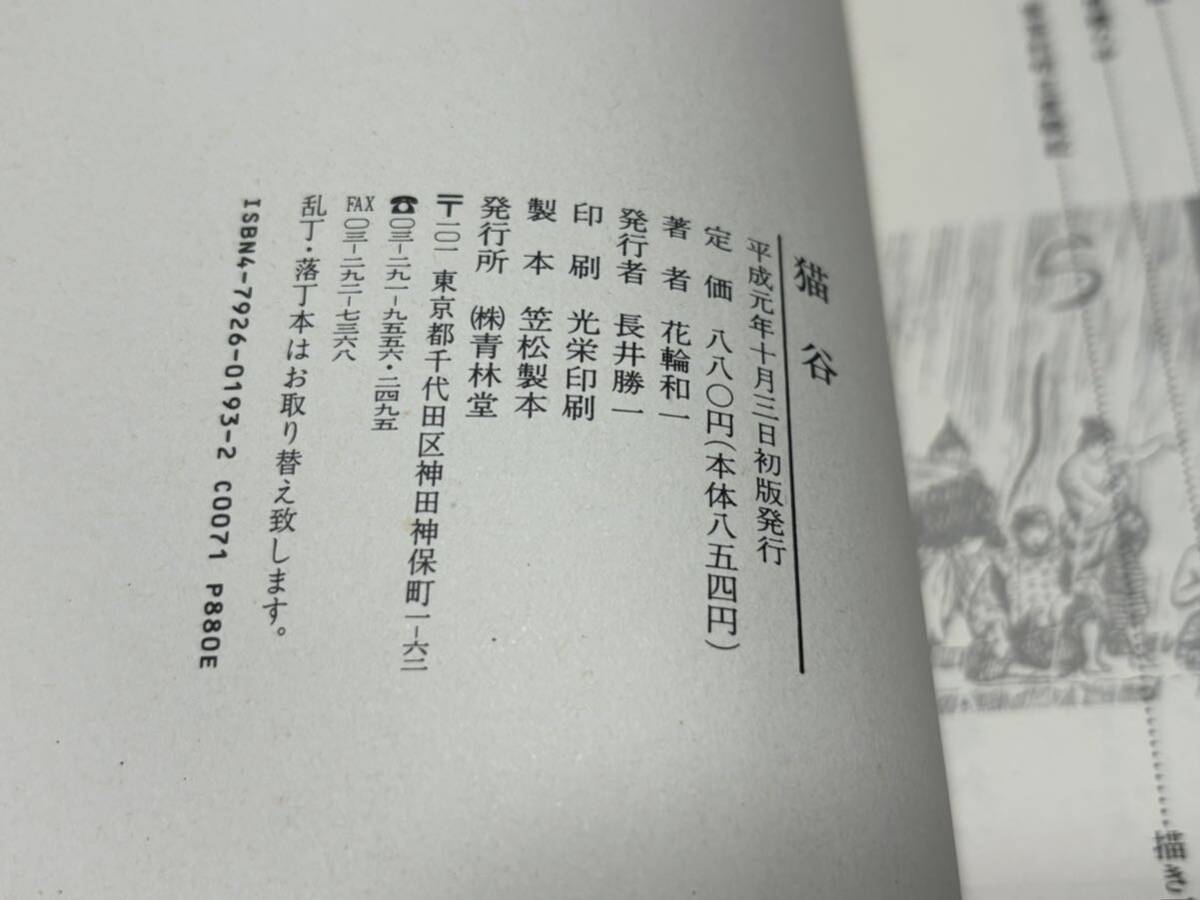 猫谷
平成元年十月三日初版発行
定価 八八〇円(本体八五四円)
著者 花輪和一
発行者 長井勝一
印刷 光栄印刷
製本 笠松製本
発行所 ㈱青林堂
〒一〇一 東京都千代田区神田神保町一-六二
☎〇三-二九一-九五五六・二四九五
FAX 〇三-二九二-七三六八
乱丁・落丁本はお取り替え致します。
ISBN4-7926-0193-2 C0071 P880E
描き